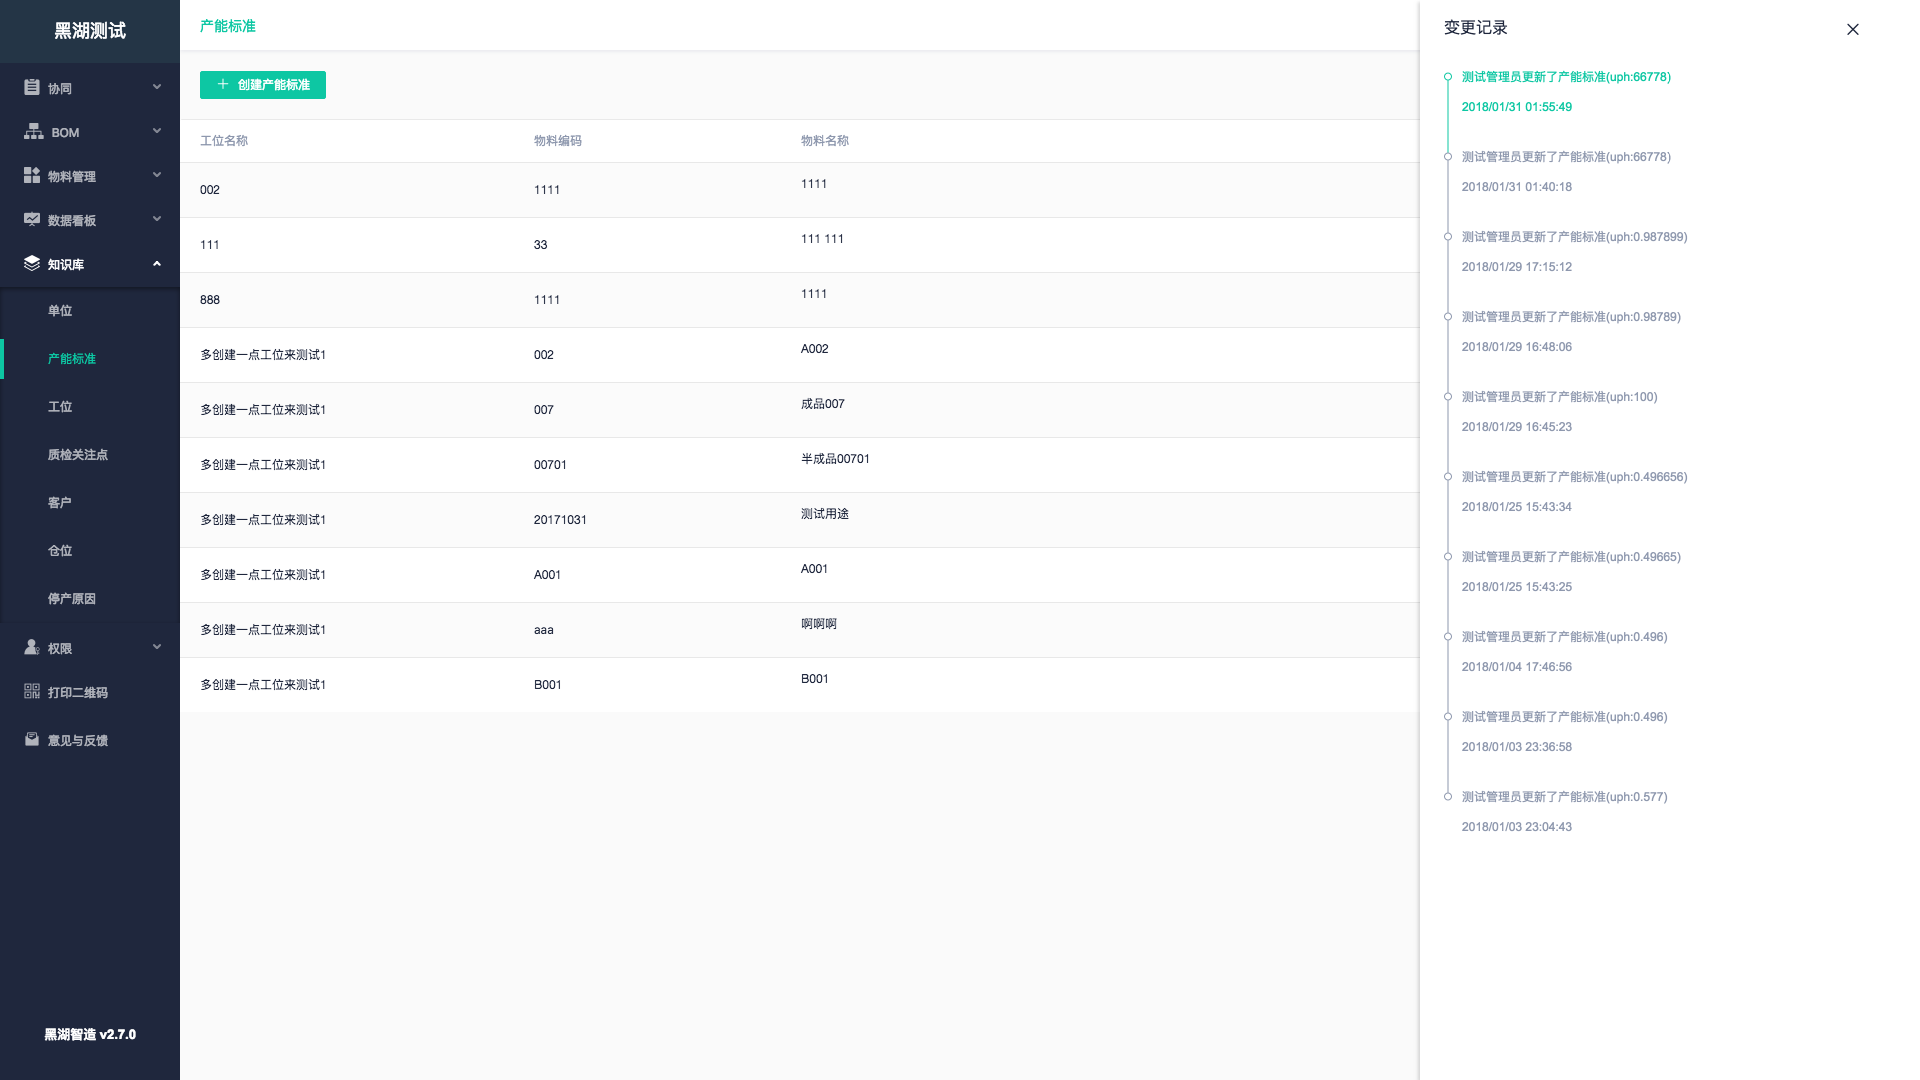 黑湖测试
协同
BOM
物料管理
数据看板
知识库
单位
产能标准
工位
质检关注点
客户
仓位
停产原因
权限
打印二维码
意见与反馈
黑湖智造 v2.7.0
产能标准
创建产能标准
工位名称 物料编码 物料名称
002 1111 1111
111 33 111 111
888 1111 1111
多创建一点工位来测试1 002 A002
多创建一点工位来测试1 007 成品007
多创建一点工位来测试1 00701 半成品00701
多创建一点工位来测试1 20171031 测试用途
多创建一点工位来测试1 A001 A001
多创建一点工位来测试1 aaa 啊啊啊
多创建一点工位来测试1 B001 B001
变更记录
测试管理员更新了产能标准(uph:66778)
2018/01/31 01:55:49
测试管理员更新了产能标准(uph:66778)
2018/01/31 01:40:18
测试管理员更新了产能标准(uph:0.987899)
2018/01/29 17:15:12
测试管理员更新了产能标准(uph:0.98789)
2018/01/29 16:48:06
测试管理员更新了产能标准(uph:100)
2018/01/29 16:45:23
测试管理员更新了产能标准(uph:0.496656)
2018/01/25 15:43:34
测试管理员更新了产能标准(uph:0.49665)
2018/01/25 15:43:25
测试管理员更新了产能标准(uph:0.496)
2018/01/04 17:46:56
测试管理员更新了产能标准(uph:0.496)
2018/01/03 23:36:58
测试管理员更新了产能标准(uph:0.577)
2018/01/03 23:04:43